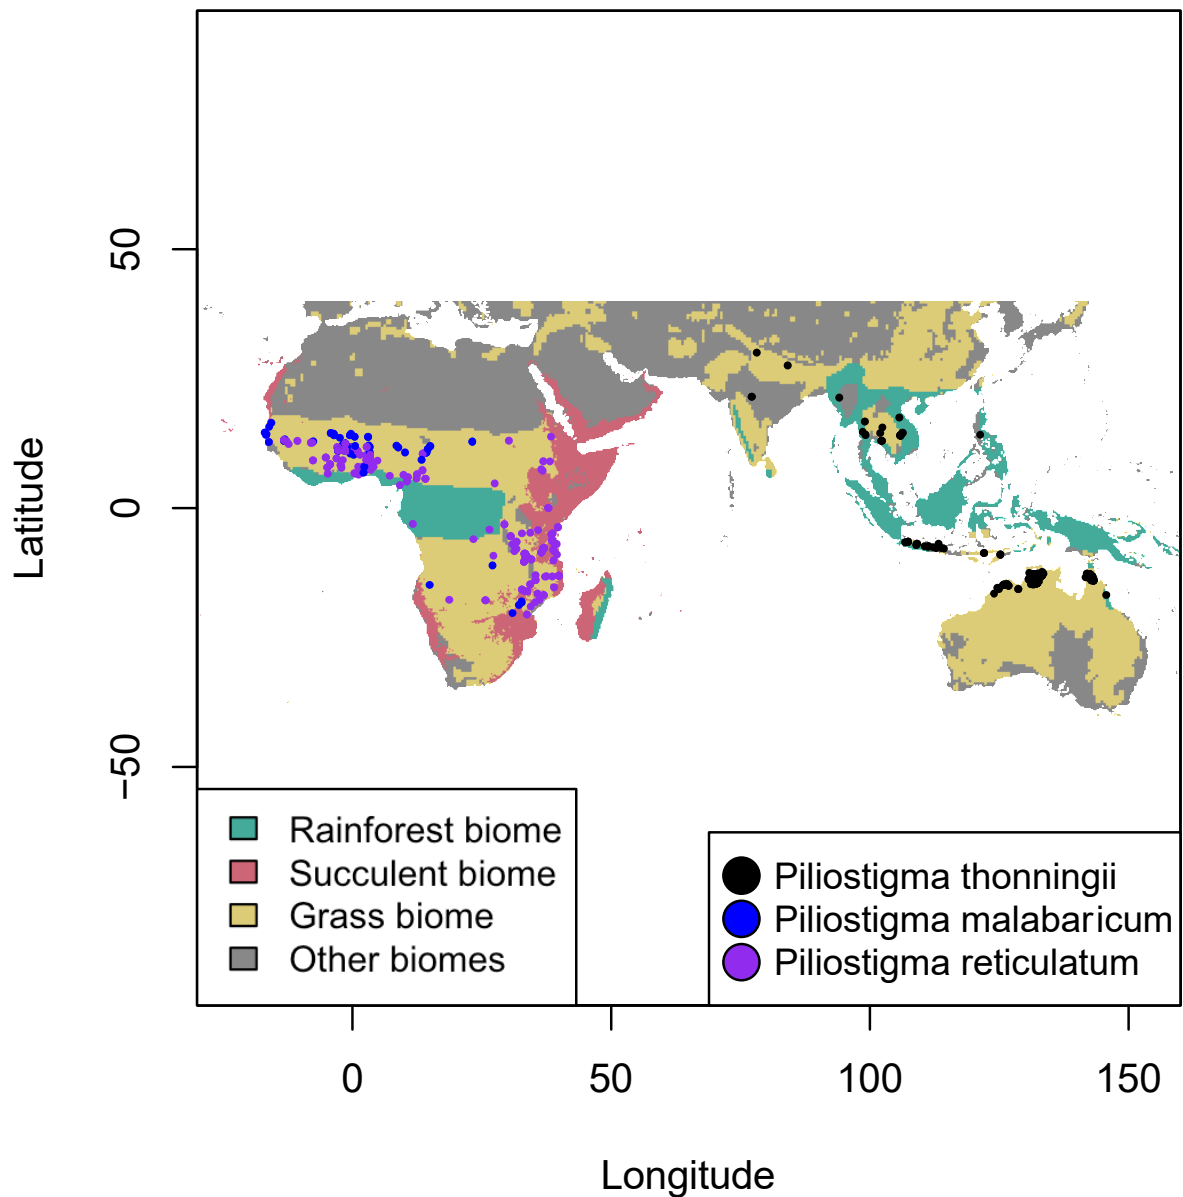 Latitude
50
0
−50
Rainforest biome
Succulent biome
Grass biome
Other biomes
Piliostigma thonningii
Piliostigma malabaricum
Piliostigma reticulatum
0
50
100
150
Longitude